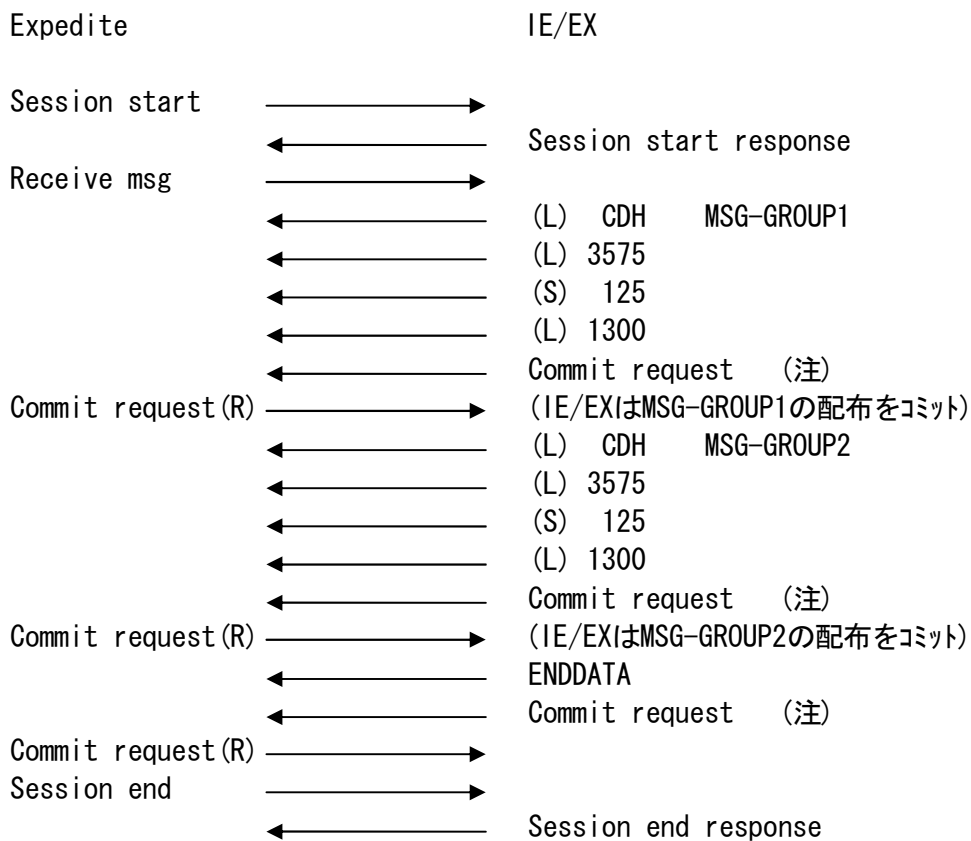 Expedite IE/EX
Session start
Session start response
Receive msg
(L) CDH MSG-GROUP1
(L) 3575
(S) 125
(L) 1300
Commit request (注)
Commit request(R) (IE/EXはMSG-GROUP1の配布をｺﾐｯﾄ)
(L) CDH MSG-GROUP2
(L) 3575
(S) 125
(L) 1300
Commit request (注)
Commit request(R) (IE/EXはMSG-GROUP2の配布をｺﾐｯﾄ)
ENDDATA
Commit request (注)
Commit request(R)
Session end
Session end response